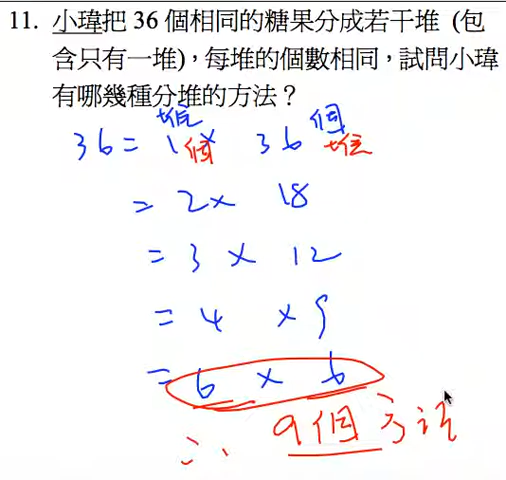 11. 小瑋把 36 個相同的糖果分成若干堆 (包
含只有一堆)，每堆的個數相同，試問小瑋
有哪幾種分堆的方法？
堆 個
36 = 1 × 36
個 堆
= 2 × 18
= 3 × 12
= 4 × 9
= 6 × 6
∴ 9個方法